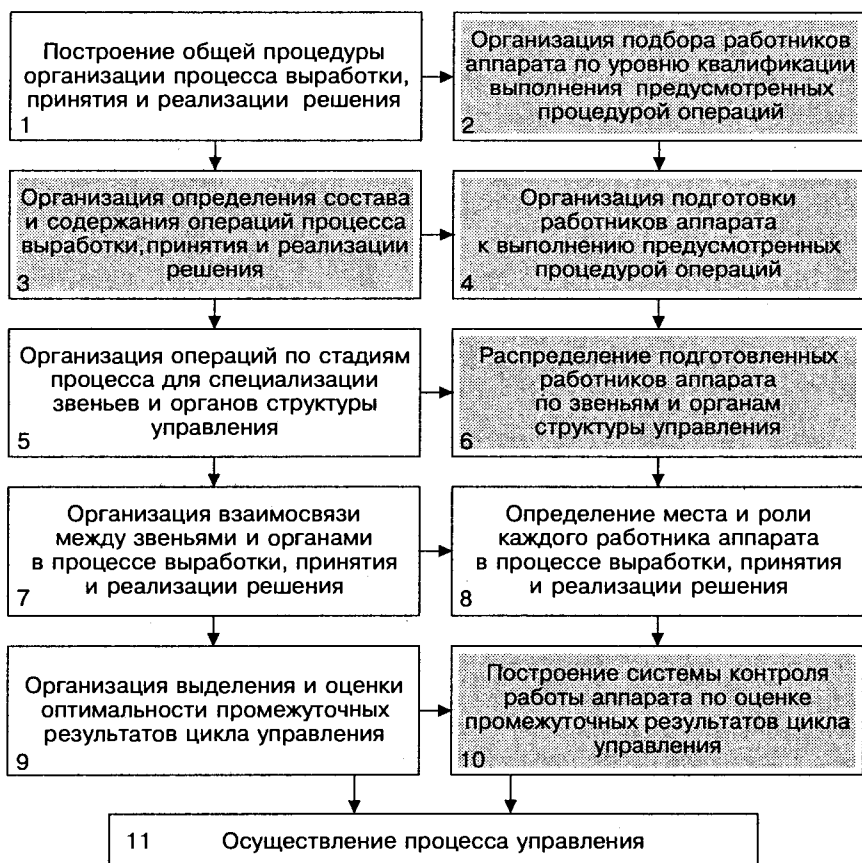 Построение общей процедуры
организации процесса выработки,
принятия и реализации решения
1
Организация подбора работников
аппарата по уровню квалификации
выполнения предусмотренных
процедурой операций
2
Организация определения состава
и содержания операций процесса
выработки, принятия и реализации
решения
3
Организация подготовки
работников аппарата
к выполнению предусмотренных
процедурой операций
4
Организация операций по стадиям
процесса для специализации
звеньев и органов структуры
управления
5
Распределение подготовленных
работников аппарата
по звеньям и органам
структуры управления
6
Организация взаимосвязи
между звеньями и органами
в процессе выработки, принятия
и реализации решения
7
Определение места и роли
каждого работника аппарата
в процессе выработки, принятия
и реализации решения
8
Организация выделения и оценки
оптимальности промежуточных
результатов цикла управления
9
Построение системы контроля
работы аппарата по оценке
промежуточных результатов цикла
управления
10
11 Осуществление процесса управления